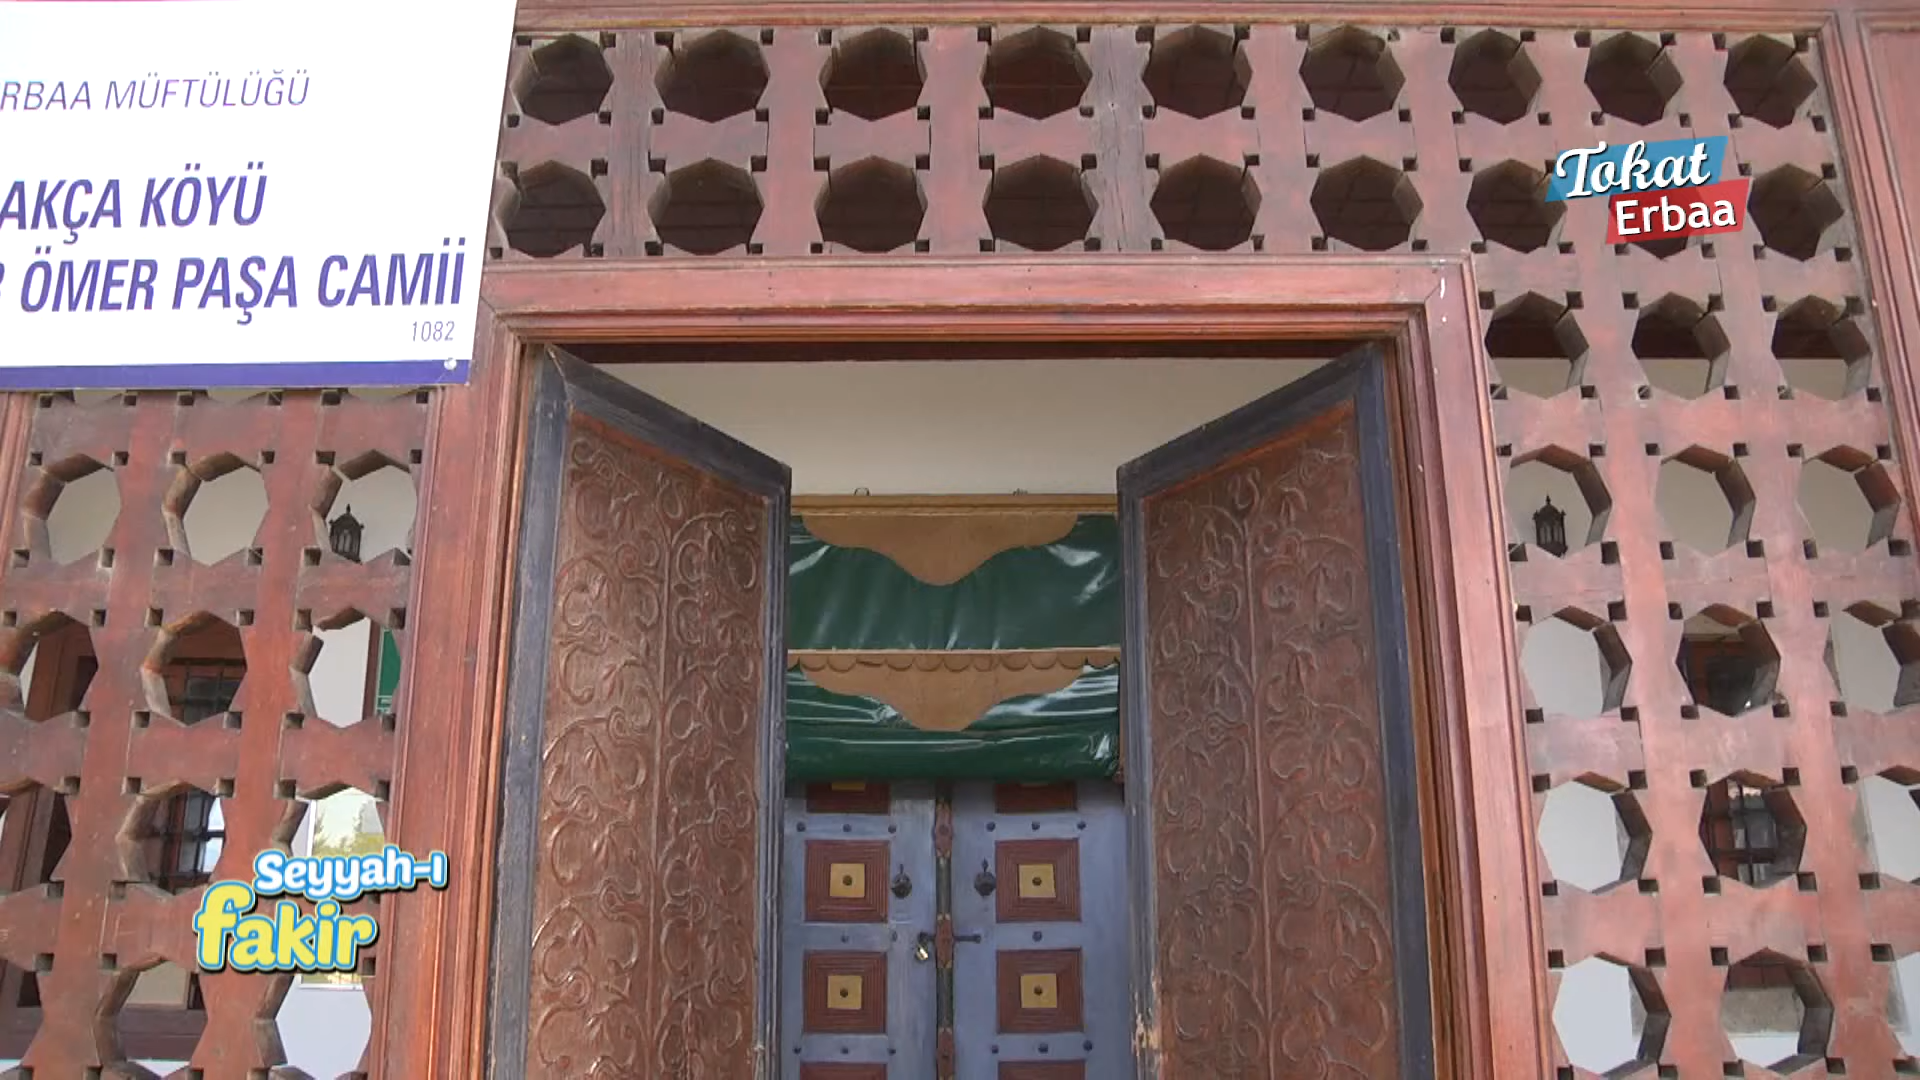 RBAA MÜFTÜLÜĞÜ
AKÇA KÖYÜ
ÖMER PAŞA CAMİİ
1082
Tokat
Erbaa
Seyyah-ı
fakir